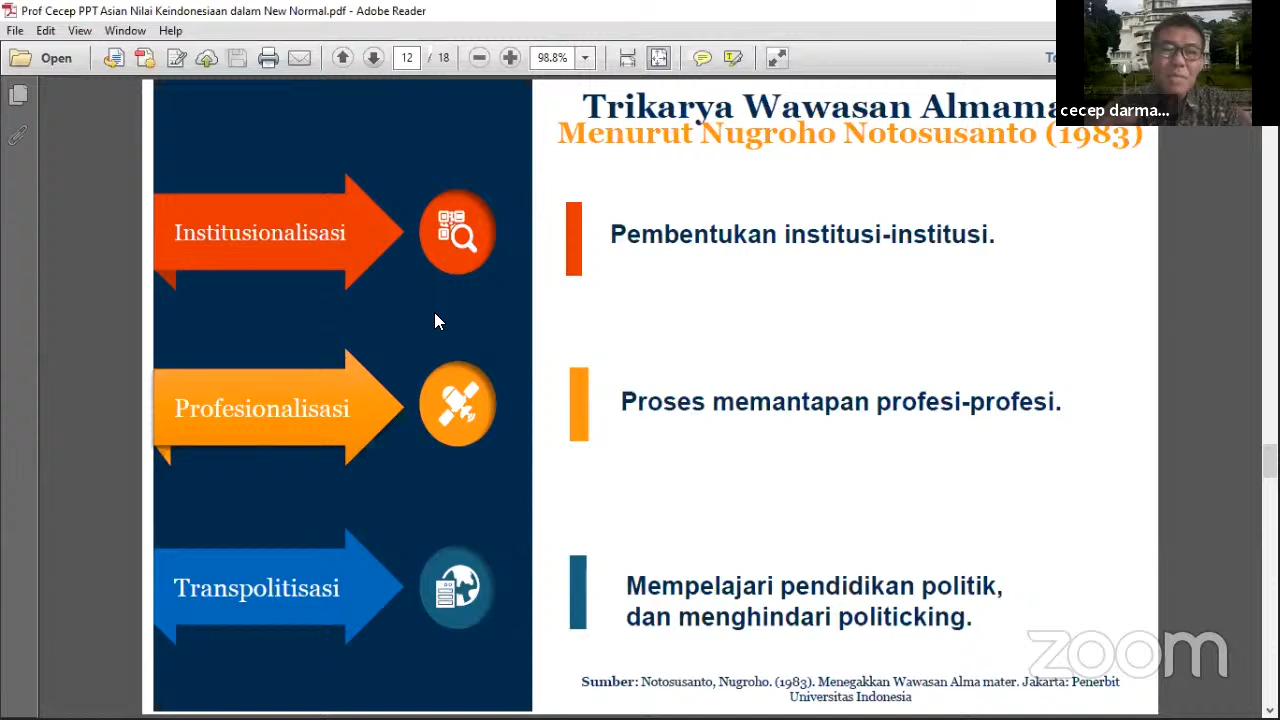 Prof Cecep PPT Asian Nilai Keindonesiaan dalam New Normal.pdf - Adobe Reader
File Edit View Window Help
Open 12 / 18 98.8%
cecep darma...
Trikarya Wawasan
Menurut Nugroho Notosusanto (1983)
Institusionalisasi
Pembentukan institusi-institusi.
Profesionalisasi
Proses memantapan profesi-profesi.
Transpolitisasi
Mempelajari pendidikan politik,
dan menghindari politicking.
zoom
Sumber: Notosusanto, Nugroho. (1983). Menegakkan Wawasan Alma mater. Jakarta: Penerbit
Universitas Indonesia